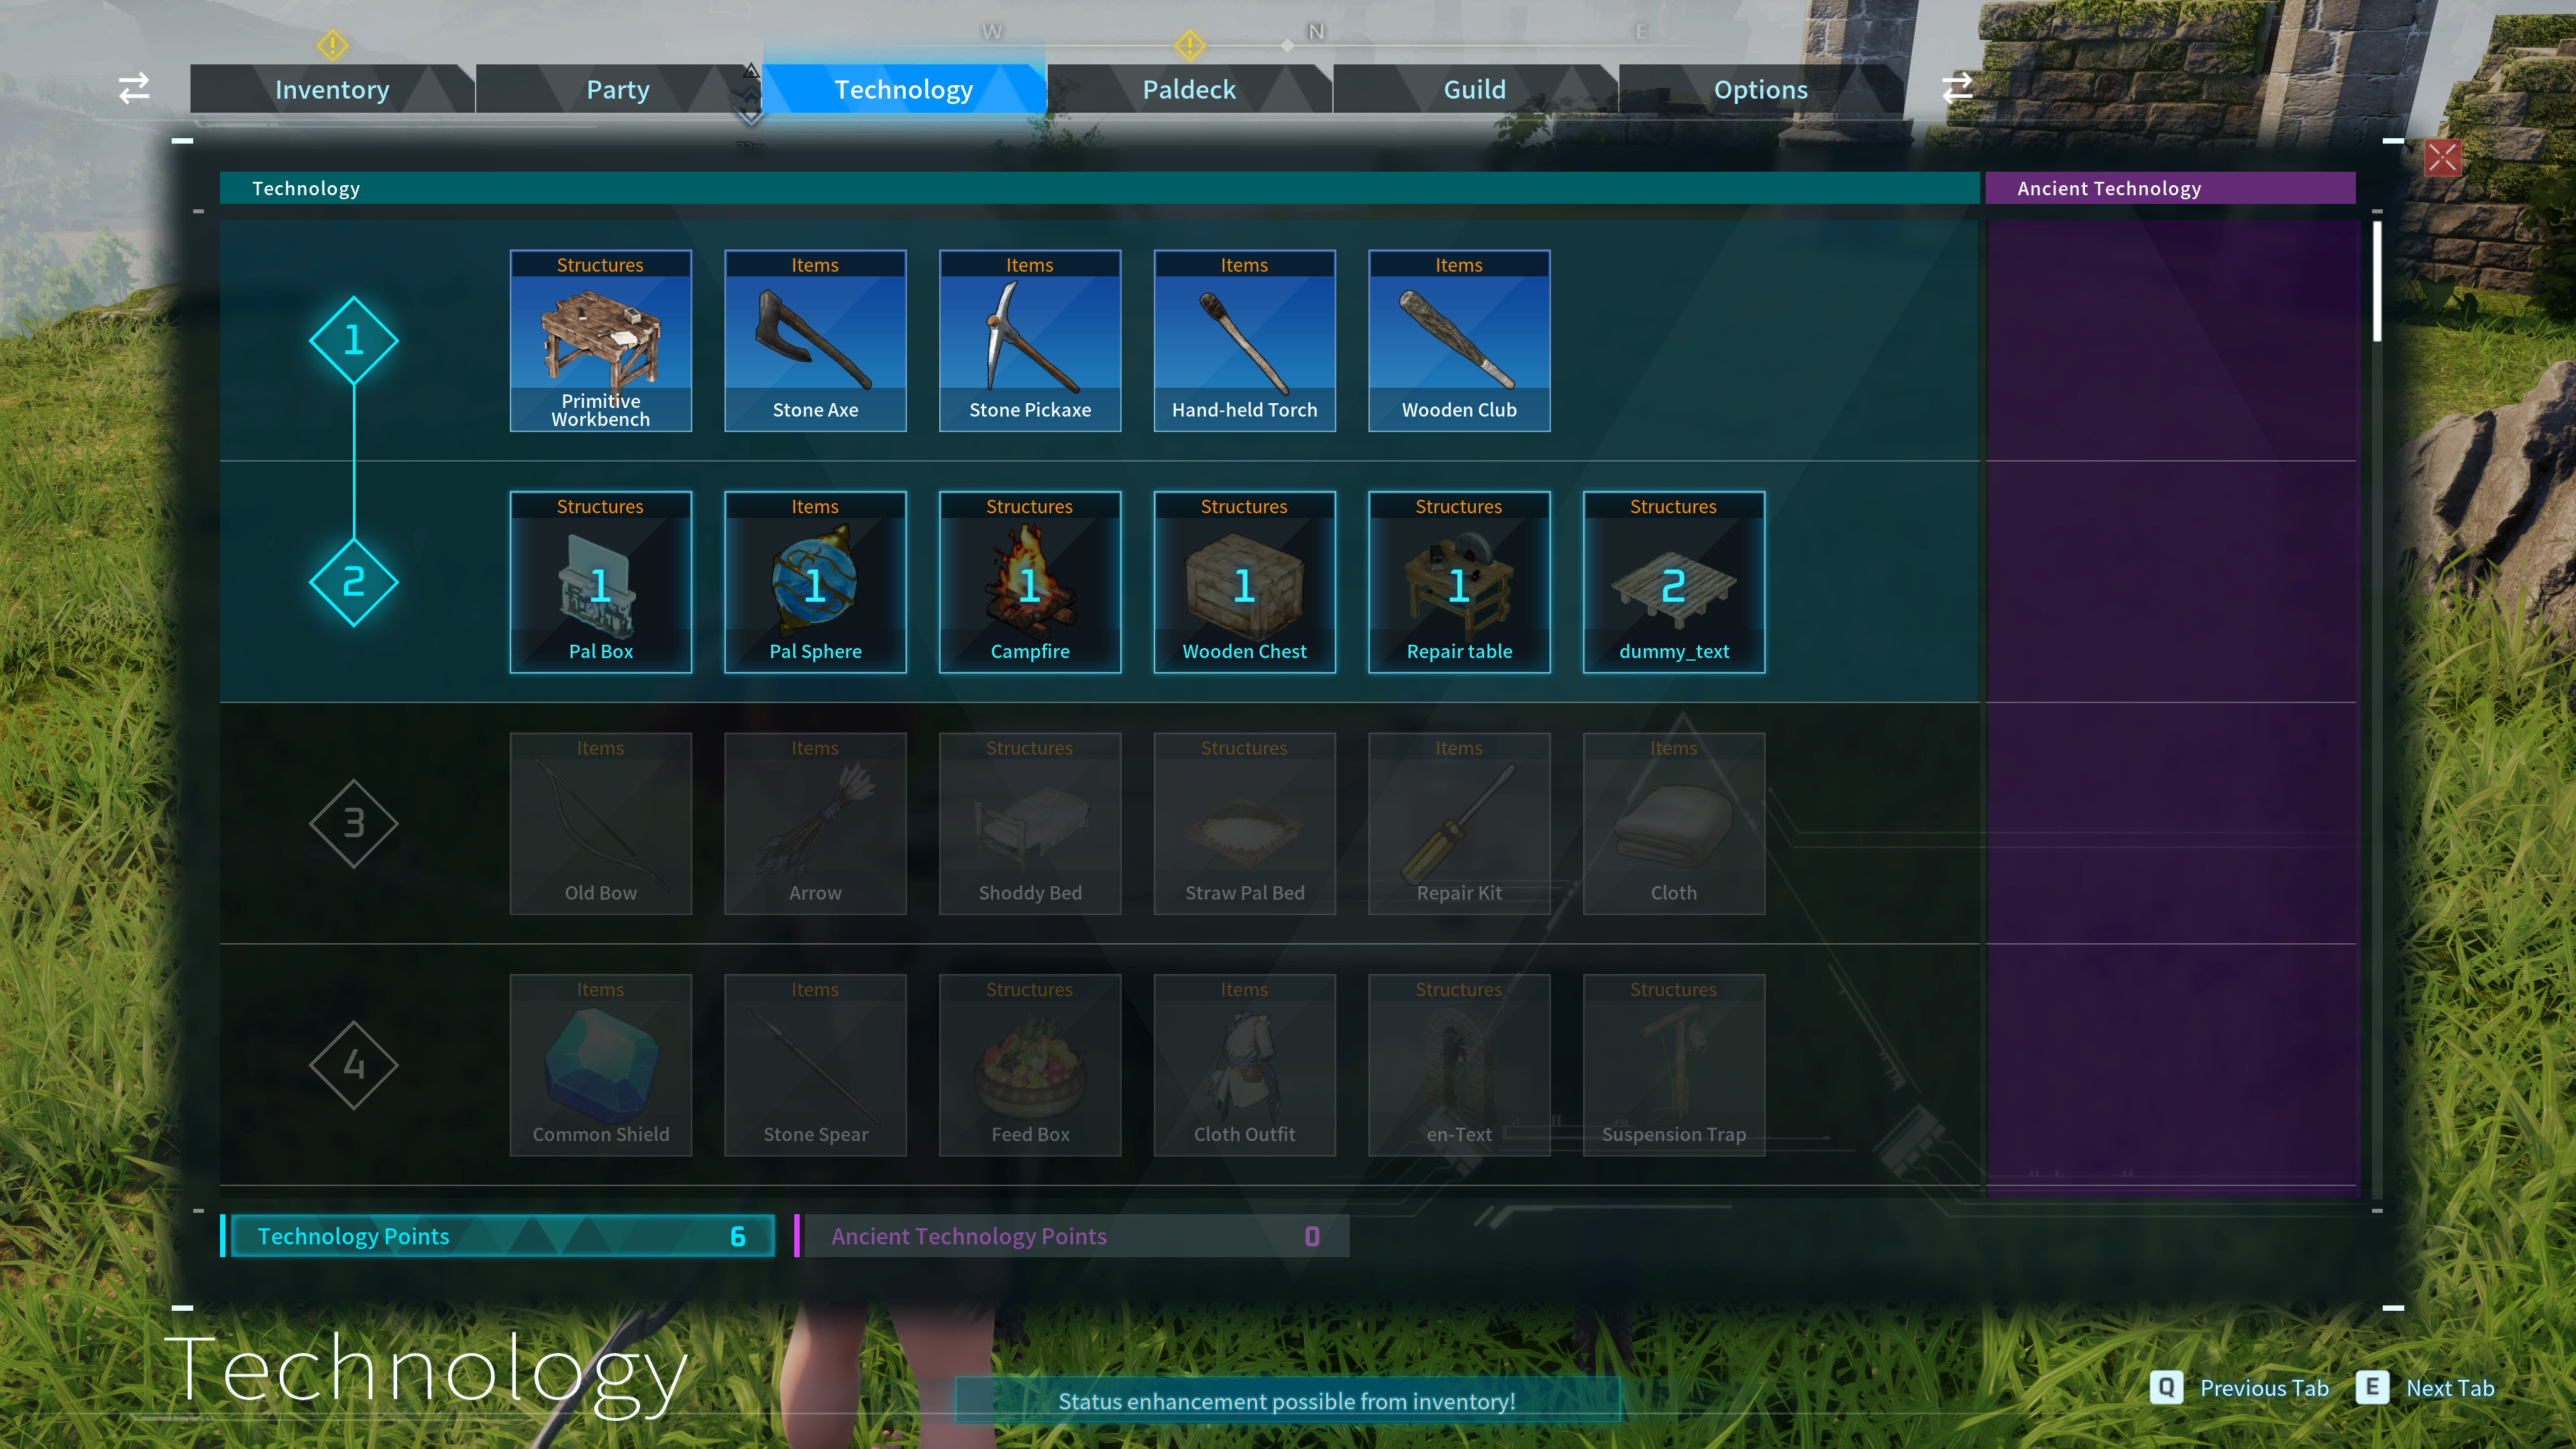 W N E
Inventory Party Technology Paldeck Guild Options
Technology Ancient Technology
Structures Items Items Items Items
1
Primitive
Workbench Stone Axe Stone Pickaxe Hand-held Torch Wooden Club
Structures Items Structures Structures Structures Structures
2 1 1 1 1 1 2
Pal Box Pal Sphere Campfire Wooden Chest Repair table dummy_text
Items Items Structures Structures Items Items
3
Old Bow Arrow Shoddy Bed Straw Pal Bed Repair Kit Cloth
Items Items Structures Items Structures Structures
4
Common Shield Stone Spear Feed Box Cloth Outfit en-Text Suspension Trap
Technology Points 6 Ancient Technology Points 0
Technology
Status enhancement possible from inventory!
Q Previous Tab E Next Tab